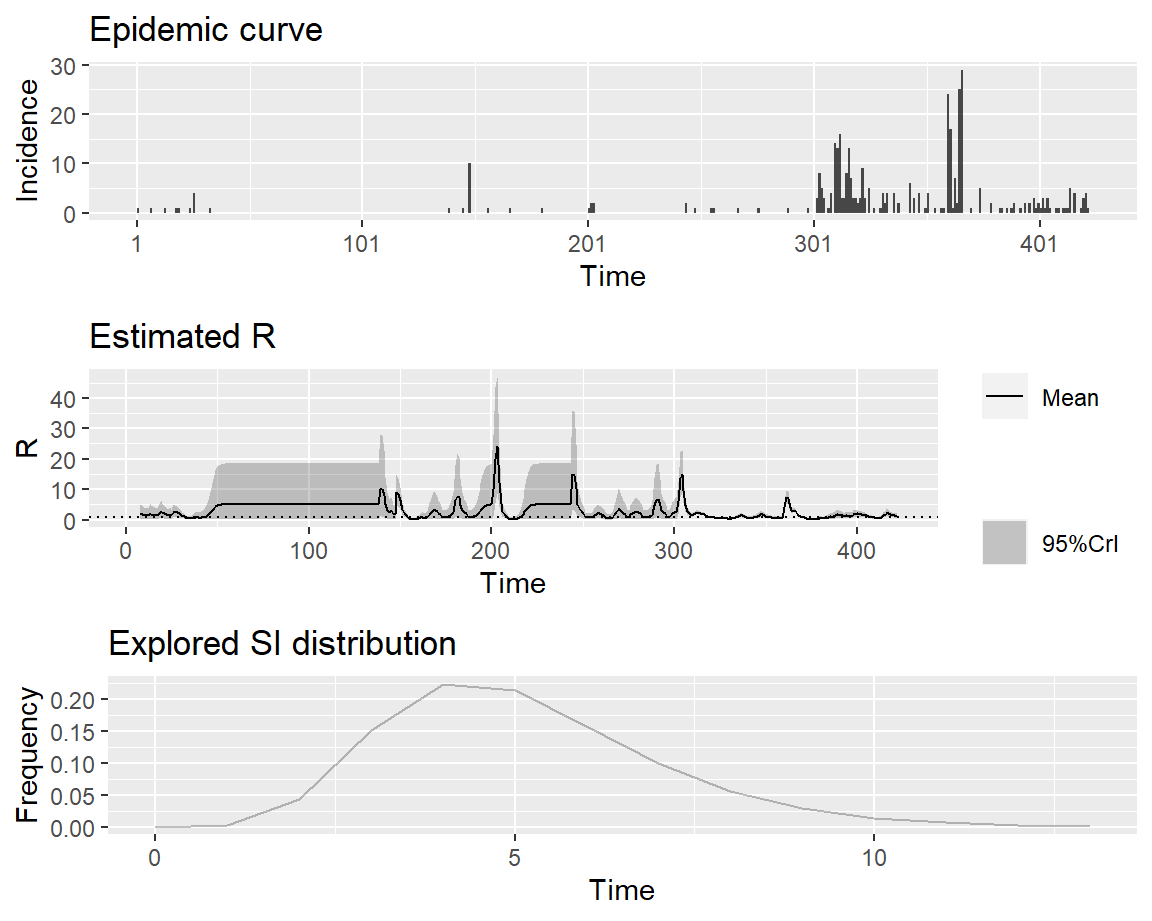 Epidemic curve
30
20
10
0
Incidence
1 101 201 301 401
Time
Estimated R
40
30
20
10
0
R
0 100 200 300 400
Time
Mean
95%CrI
Explored SI distribution
0.20
0.15
0.10
0.05
0.00
Frequency
0 5 10
Time